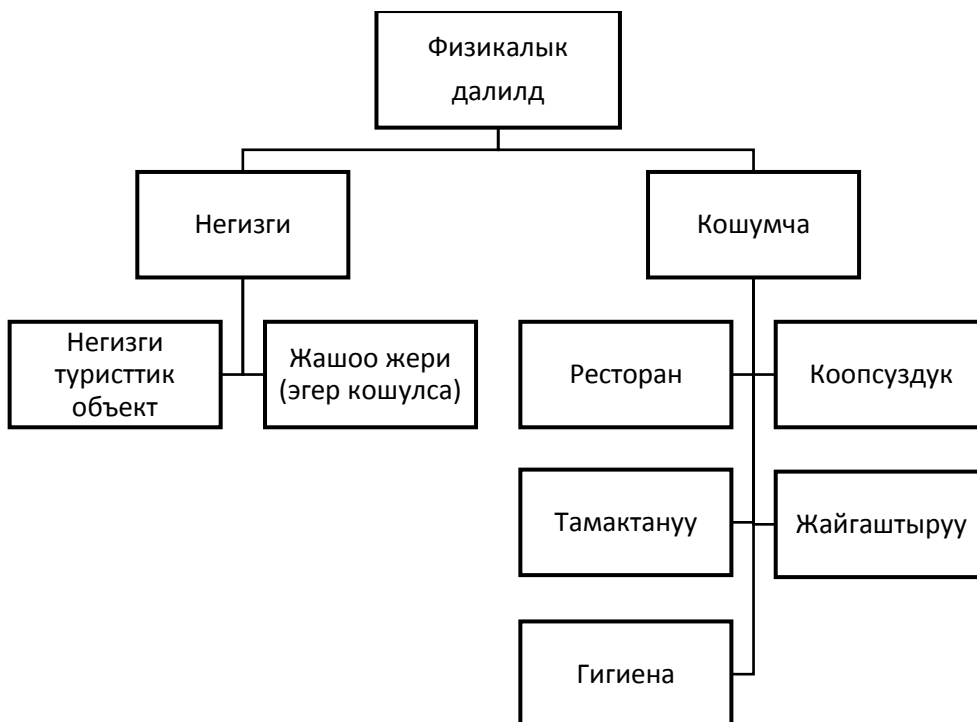 Физикалык
далилд
Негизги
Кошумча
Негизги
туристтик
объект
Жашоо жери
(эгер кошулса)
Ресторан
Коопсуздук
Тамактануу
Жайгаштыруу
Гигиена